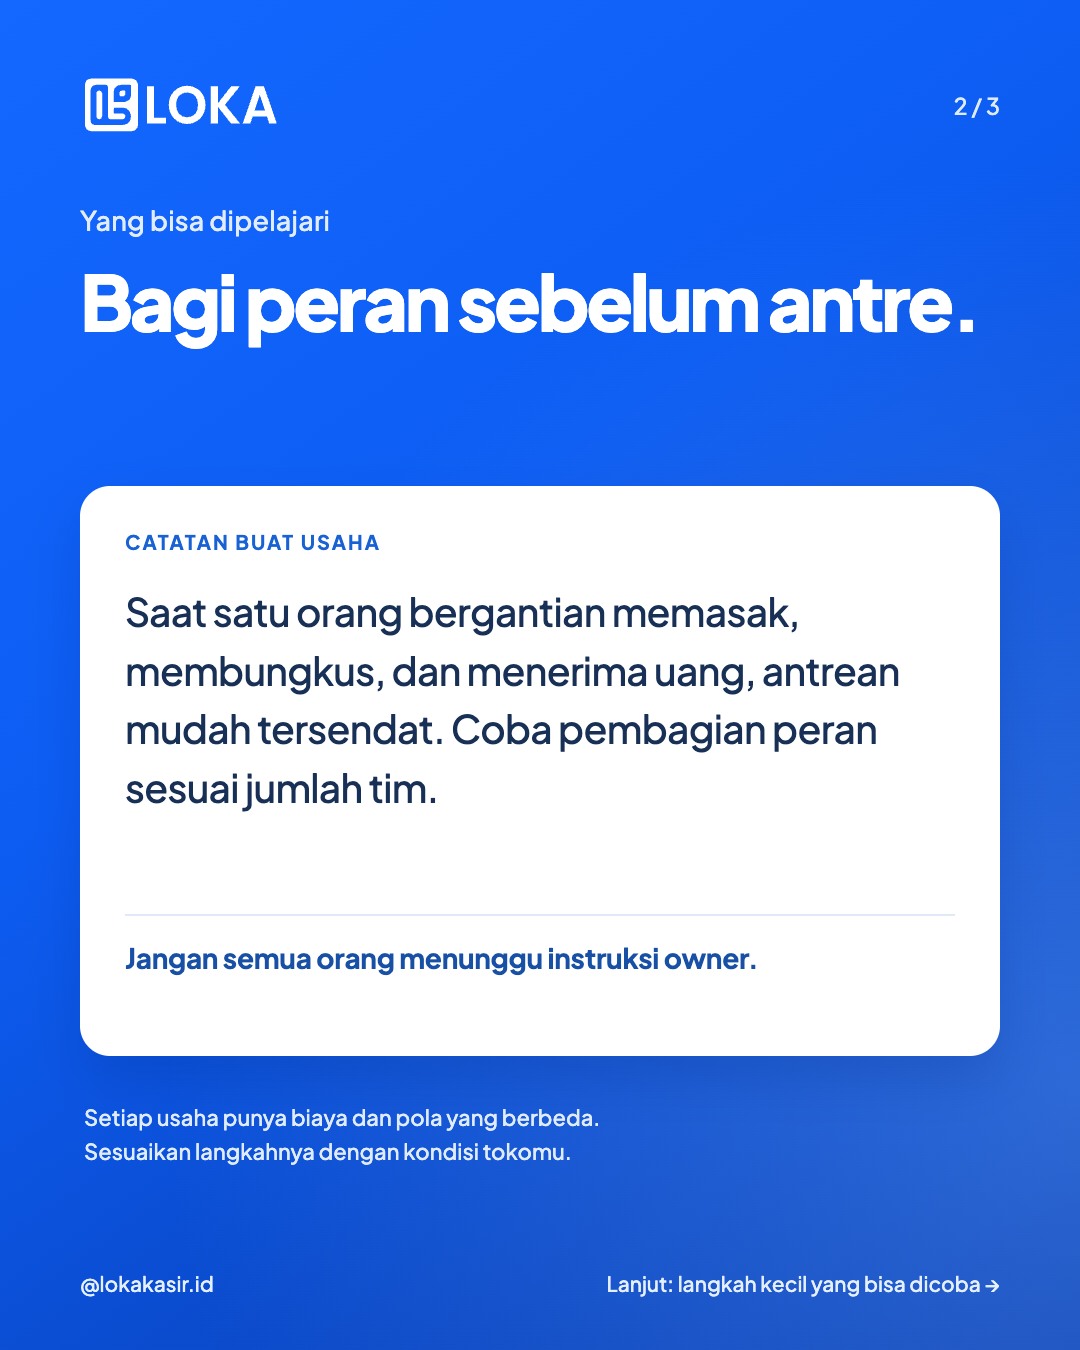 LOKA
2 / 3
Yang bisa dipelajari
Bagi peran sebelum antre.
CATATAN BUAT USAHA
Saat satu orang bergantian memasak,
membungkus, dan menerima uang, antrean
mudah tersendat. Coba pembagian peran
sesuai jumlah tim.
Jangan semua orang menunggu instruksi owner.
Setiap usaha punya biaya dan pola yang berbeda.
Sesuaikan langkahnya dengan kondisi tokomu.
@lokakasir.id
Lanjut: langkah kecil yang bisa dicoba →